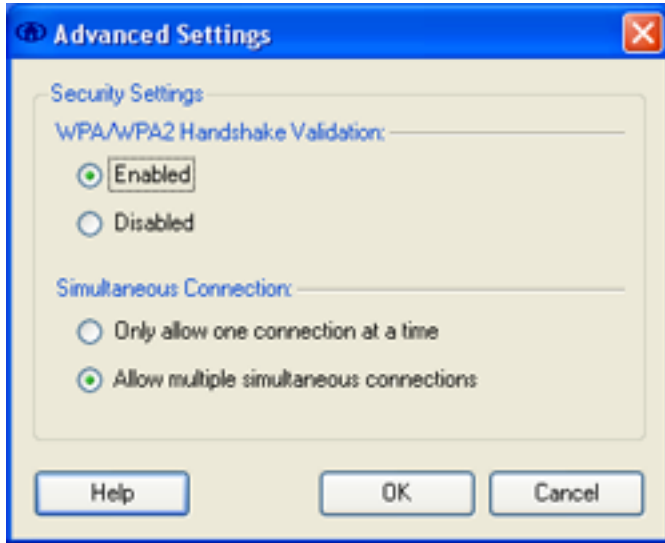 Advanced Settings
Security Settings
WPA/WPA2 Handshake Validation:
Enabled
Disabled
Simultaneous Connection:
Only allow one connection at a time
Allow multiple simultaneous connections
Help OK Cancel